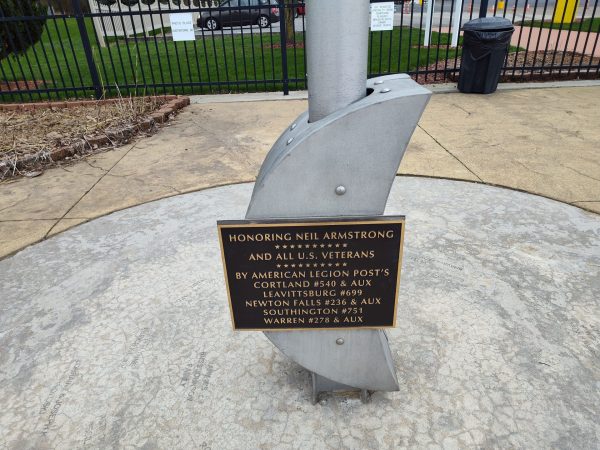 HONORING NEIL ARMSTRONG
★★★★★★★★★★
AND ALL U.S. VETERANS
★★★★★★★★★★
BY AMERICAN LEGION POST'S
CORTLAND #540 & AUX
LEAVITTSBURG #699
NEWTON FALLS #236 & AUX
SOUTHINGTON #751
WARREN #278 & AUX